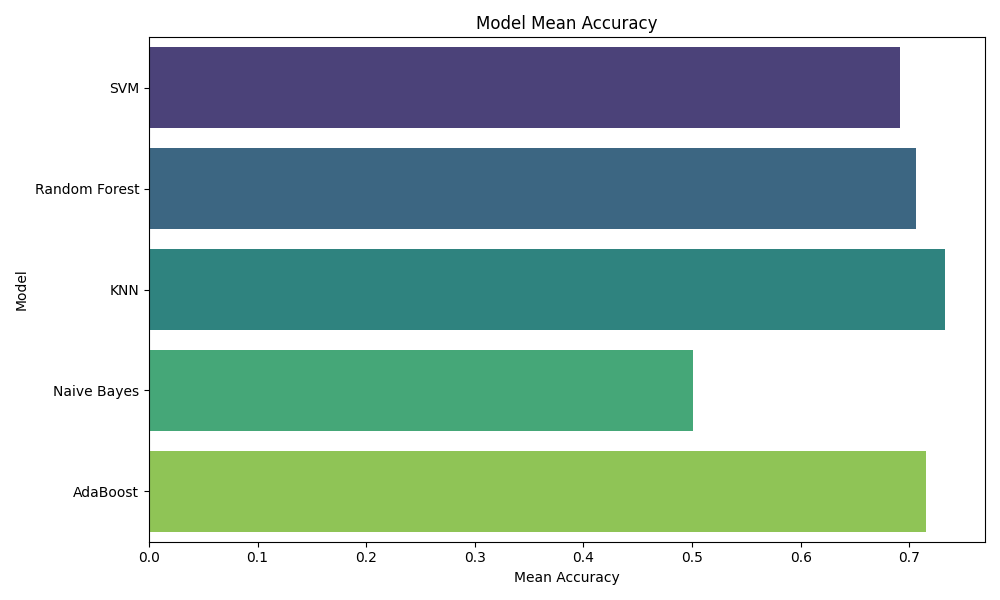 Model Mean Accuracy
Model
SVM
Random Forest
KNN
Naive Bayes
AdaBoost
0.0 0.1 0.2 0.3 0.4 0.5 0.6 0.7
Mean Accuracy